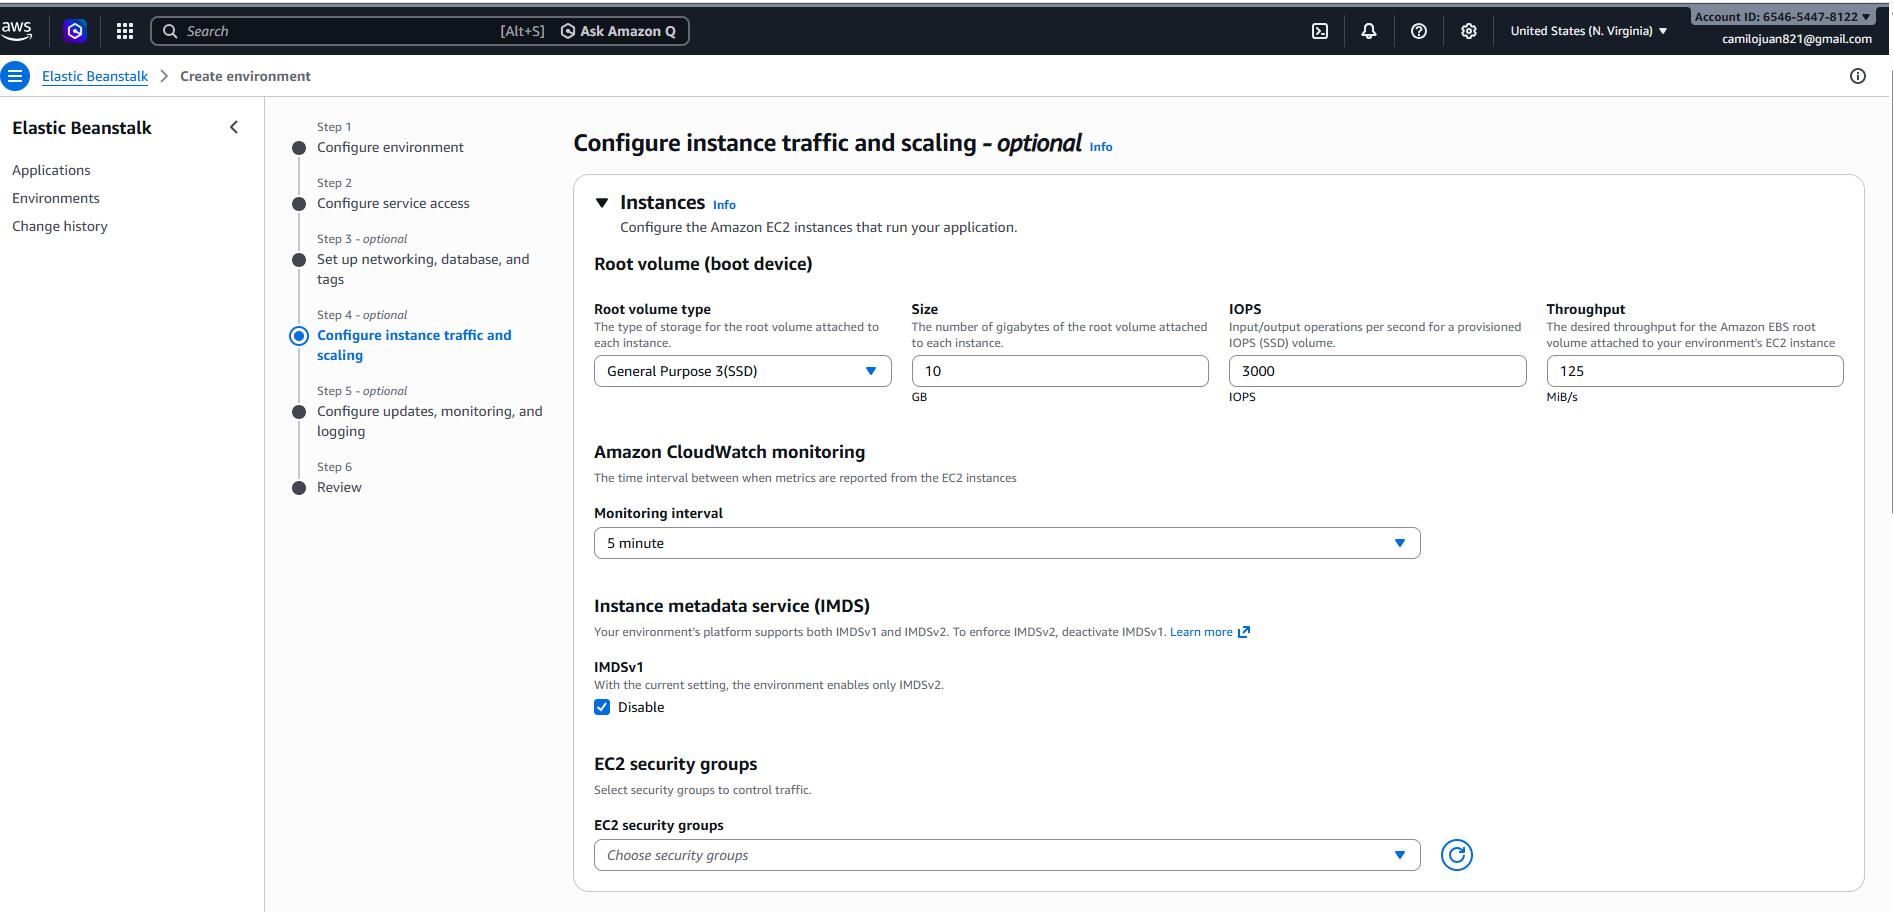 aws
Search
[Alt+S]
Ask Amazon Q
United States (N. Virginia)
Account ID: 6546-5447-8122
camilojuan821@gmail.com
Elastic Beanstalk
Create environment
Elastic Beanstalk
Applications
Environments
Change history
Step 1
Configure environment
Step 2
Configure service access
Step 3 - optional
Set up networking, database, and
tags
Step 4 - optional
Configure instance traffic and
scaling
Step 5 - optional
Configure updates, monitoring, and
logging
Step 6
Review
Configure instance traffic and scaling - optional Info
Instances Info
Configure the Amazon EC2 instances that run your application.
Root volume (boot device)
Root volume type
The type of storage for the root volume attached to
each instance.
General Purpose 3(SSD)
Size
The number of gigabytes of the root volume attached
to each instance.
10
GB
IOPS
Input/output operations per second for a provisioned
IOPS (SSD) volume.
3000
IOPS
Throughput
The desired throughput for the Amazon EBS root
volume attached to your environment's EC2 instance
125
MiB/s
Amazon CloudWatch monitoring
The time interval between when metrics are reported from the EC2 instances
Monitoring interval
5 minute
Instance metadata service (IMDS)
Your environment's platform supports both IMDSv1 and IMDSv2. To enforce IMDSv2, deactivate IMDSv1. Learn more
IMDSv1
With the current setting, the environment enables only IMDSv2.
Disable
EC2 security groups
Select security groups to control traffic.
EC2 security groups
Choose security groups